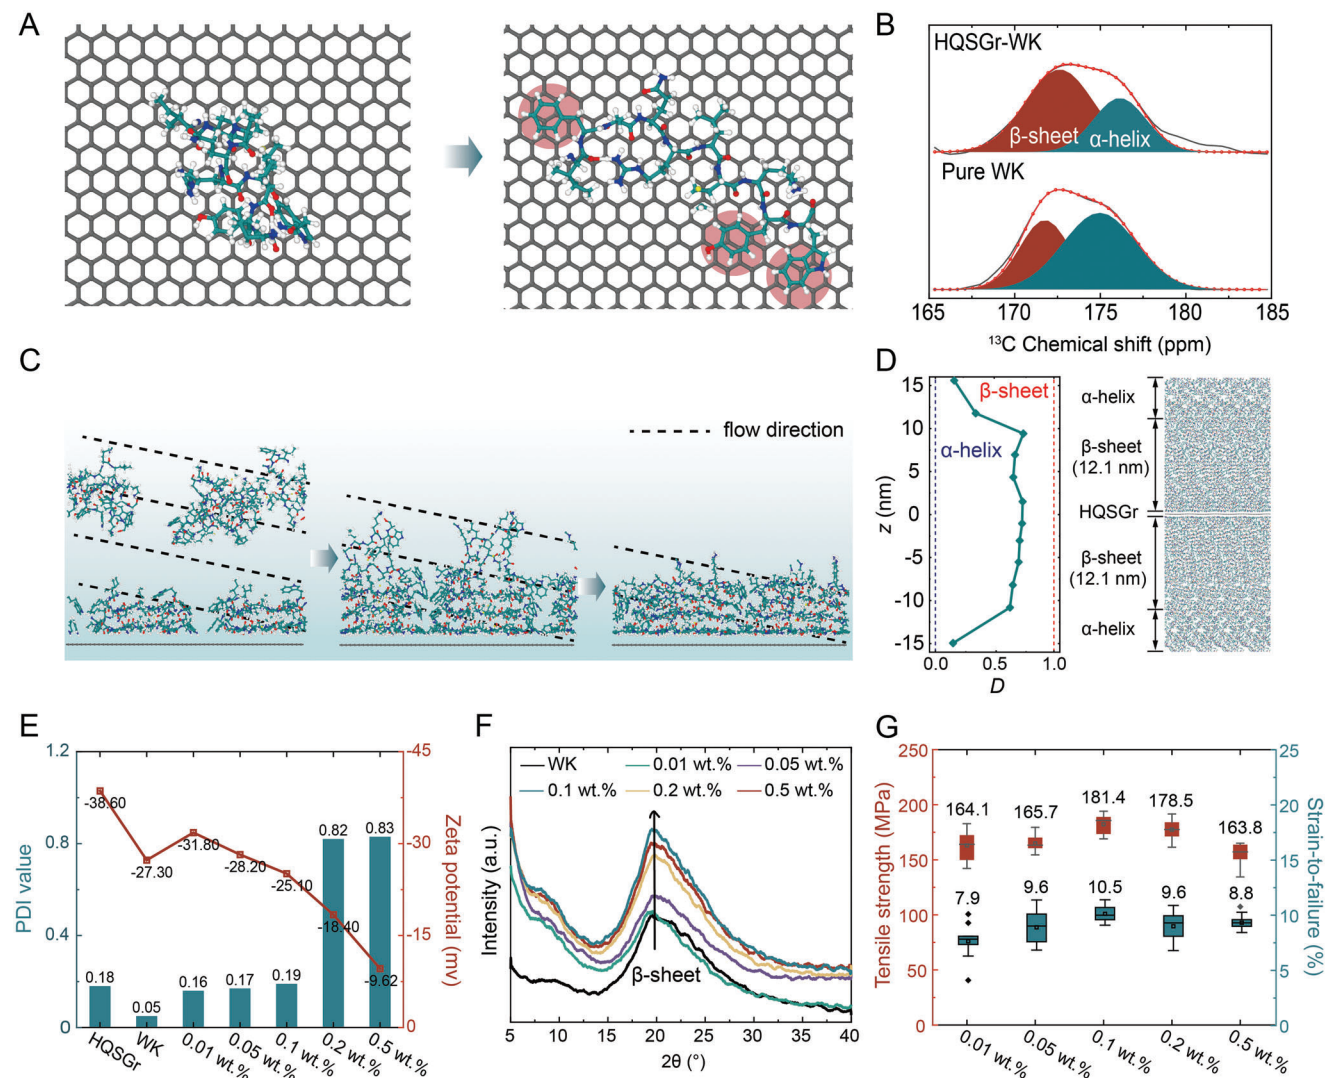 A
B
HQSGr-WK
β-sheet
α-helix
Pure WK
165
170
175
180
185
¹³C Chemical shift (ppm)
C
flow direction
D
15
10
5
0
-5
-10
-15
z (nm)
β-sheet
α-helix
0.0
0.5
1.0
D
α-helix
β-sheet
(12.1 nm)
HQSGr
β-sheet
(12.1 nm)
α-helix
E
1.2
0.8
0.4
0
PDI value
-45
-30
-15
0
Zeta potential (mv)
-38.60
-27.30
-31.80
-28.20
-25.10
-18.40
-9.62
0.18
0.05
0.16
0.17
0.19
0.82
0.83
HQSGr
WK
0.01 wt.%
0.05 wt.%
0.1 wt.%
0.2 wt.%
0.5 wt.%
F
WK
0.01 wt.%
0.05 wt.%
0.1 wt.%
0.2 wt.%
0.5 wt.%
β-sheet
Intensity (a.u.)
5
10
15
20
25
30
35
40
2θ (°)
G
250
200
150
100
50
0
Tensile strength (MPa)
25
20
15
10
5
0
Strain-to-failure (%)
164.1
165.7
181.4
178.5
163.8
7.9
9.6
10.5
9.6
8.8
0.01 wt.%
0.05 wt.%
0.1 wt.%
0.2 wt.%
0.5 wt.%